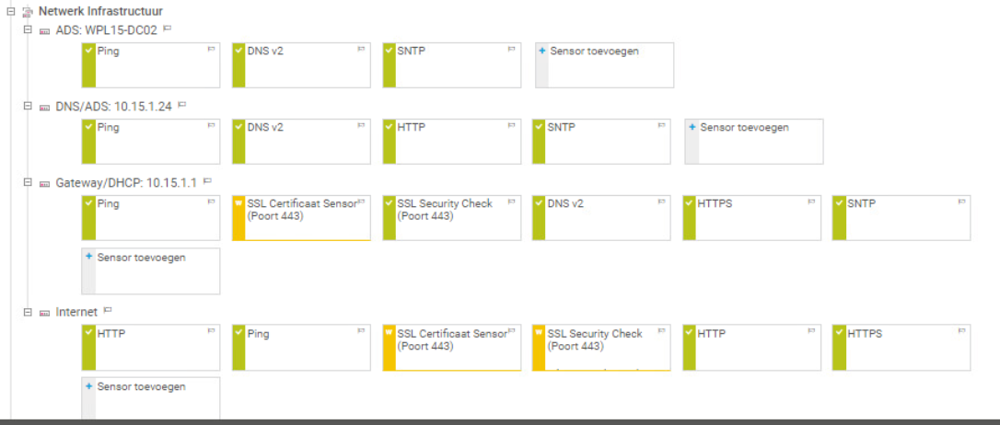 Netwerk Infrastructuur
ADS: WPL15-DC02
Ping DNS v2 SNTP + Sensor toevoegen
DNS/ADS: 10.15.1.24
Ping DNS v2 HTTP SNTP + Sensor toevoegen
Gateway/DHCP: 10.15.1.1
Ping SSL Certificaat Sensor SSL Security Check DNS v2 HTTPS SNTP
(Poort 443) (Poort 443)
+ Sensor toevoegen
Internet
HTTP Ping SSL Certificaat Sensor SSL Security Check HTTP HTTPS
(Poort 443) (Poort 443)
+ Sensor toevoegen